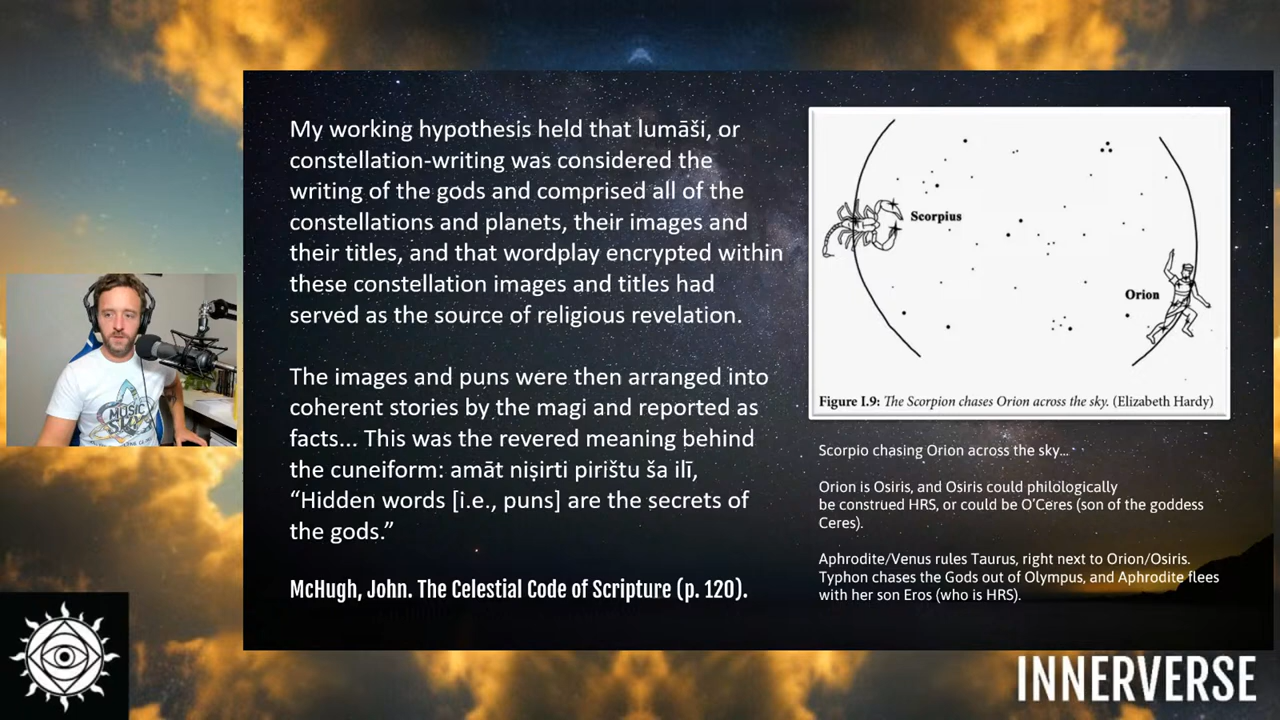 My working hypothesis held that lumāši, or
constellation-writing was considered the
writing of the gods and comprised all of the
constellations and planets, their images and
their titles, and that wordplay encrypted within
these constellation images and titles had
served as the source of religious revelation.
The images and puns were then arranged into
coherent stories by the magi and reported as
facts... This was the revered meaning behind
the cuneiform: amāt niṣirti pirištu ša ilī,
“Hidden words [i.e., puns] are the secrets of
the gods.”
McHugh, John. The Celestial Code of Scripture (p. 120).
Scorpius
Orion
Figure I.9: The Scorpion chases Orion across the sky. (Elizabeth Hardy)
Scorpio chasing Orion across the sky...
Orion is Osiris, and Osiris could philologically
be construed HRS, or could be O’Ceres (son of the goddess
Ceres).
Aphrodite/Venus rules Taurus, right next to Orion/Osiris.
Typhon chases the Gods out of Olympus, and Aphrodite flees
with her son Eros (who is HRS).
MUSIC
SKY
INNERVERSE